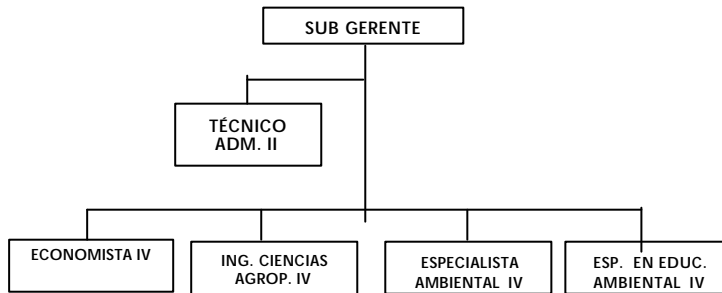 SUB GERENTE
TÉCNICO
ADM. II
ECONOMISTA IV
ING. CIENCIAS
AGROP. IV
ESPECIALISTA
AMBIENTAL IV
ESP. EN EDUC.
AMBIENTAL IV